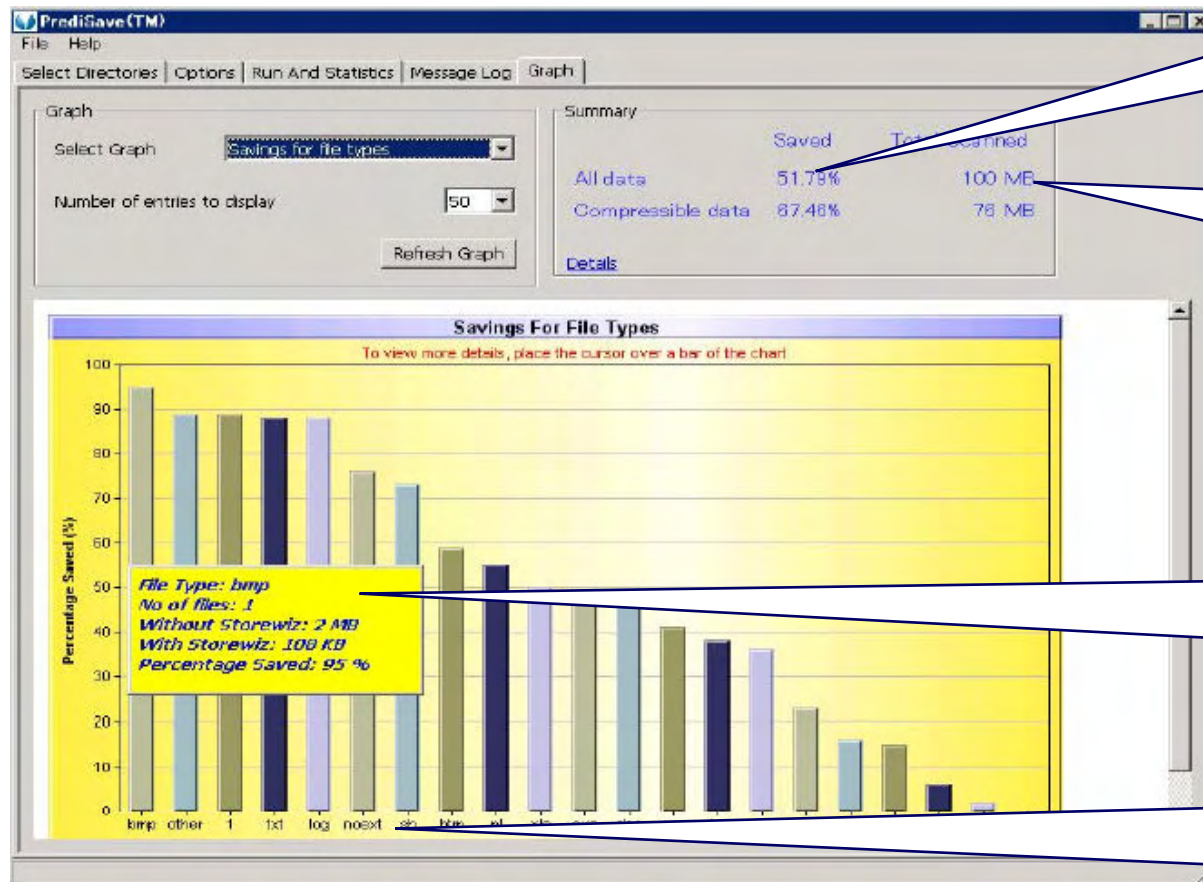 PrediSave(TM)
File Help
Select Directories Options Run And Statistics Message Log Graph
Graph
Select Graph Savings for file types
Number of entries to display 50
Refresh Graph
Summary
Saved
All data 51.79% 100 MB
Compressible data 67.46% 76 MB
Details
Savings For File Types
To view more details, place the cursor over a bar of the chart
Percentage Saved (%)
100
90
80
70
60
50
40
30
20
10
0
File Type: bmp
No of files: 1
Without Storewiz: 2 MB
With Storewiz: 108 KB
Percentage Saved: 95 %
bmp other 1 txt log noext